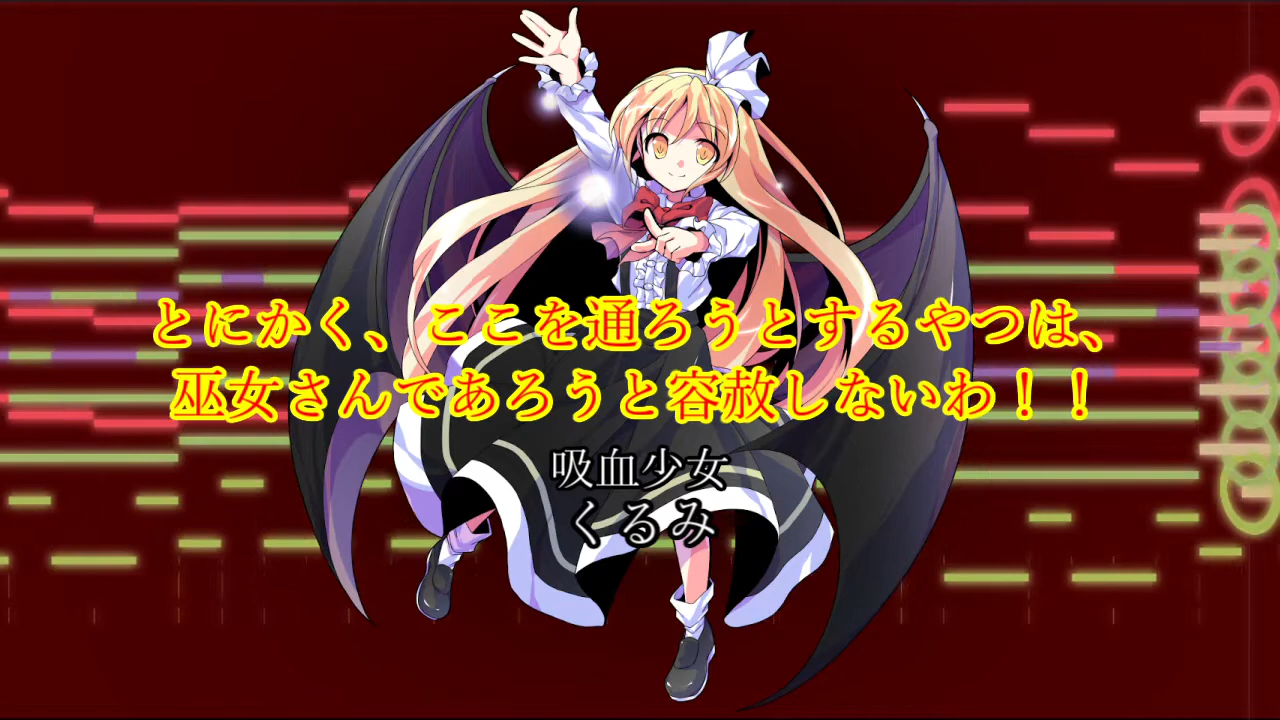 とにかく、ここを通ろうとするやつは、
巫女さんであろうと容赦しないわ！！
吸血少女
くるみ